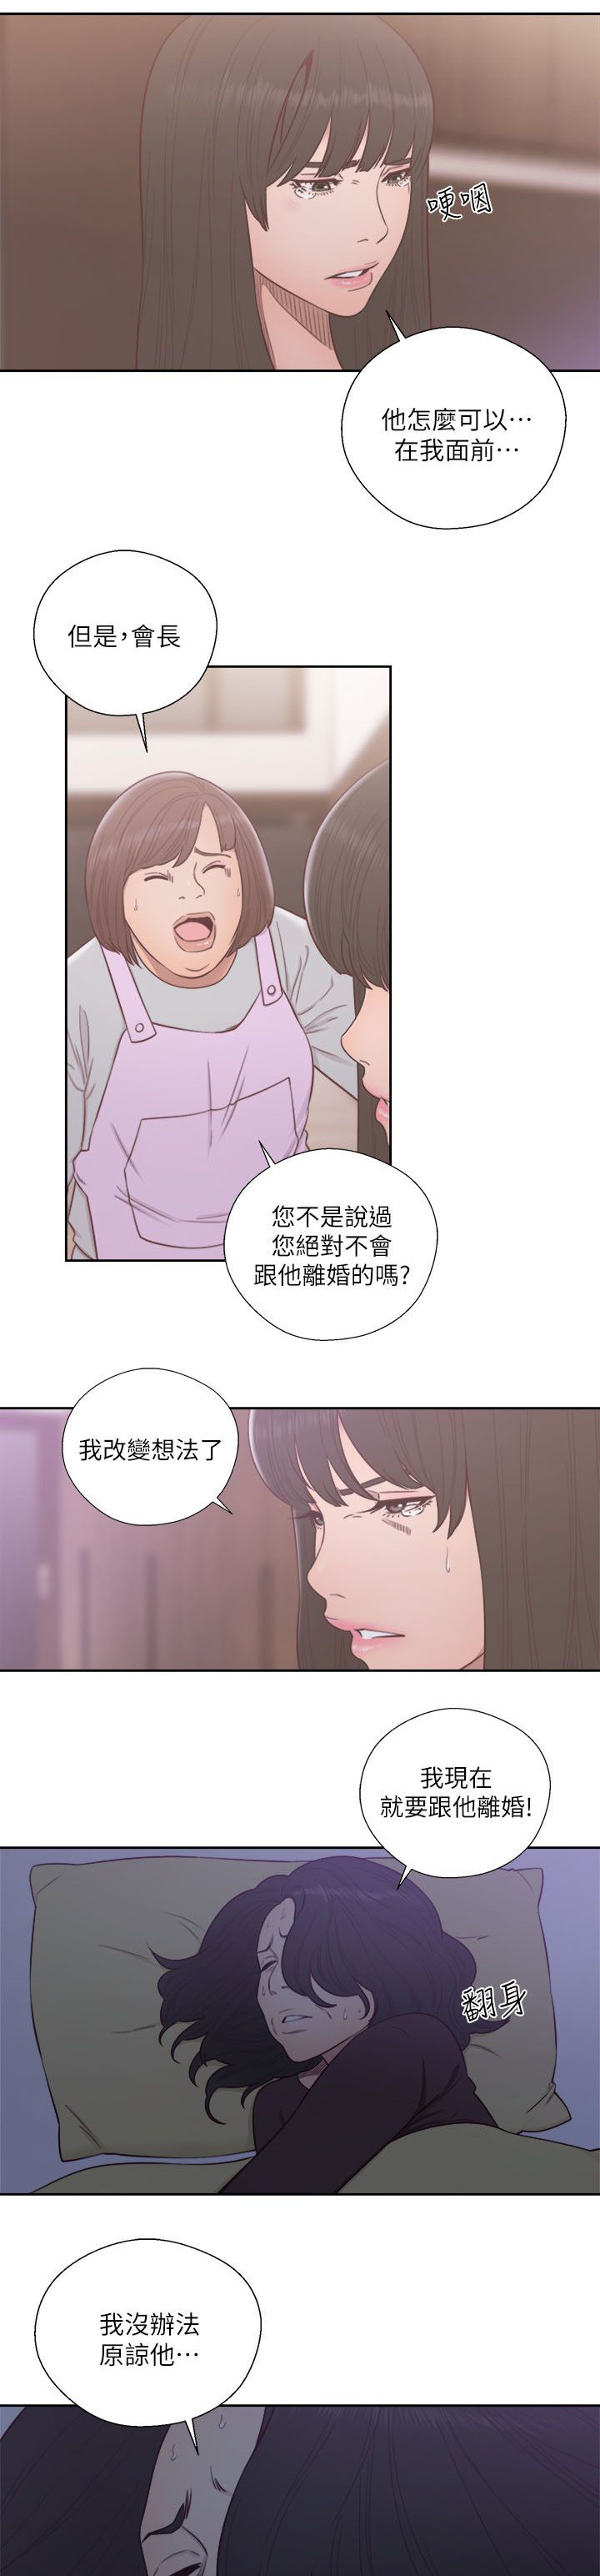 哽咽
他怎麼可以⋯
在我面前⋯
但是，會長
您不是說過
您絕對不會
跟他離婚的嗎?
我改變想法了
我現在
就要跟他離婚!
翻身
我沒辦法
原諒他⋯